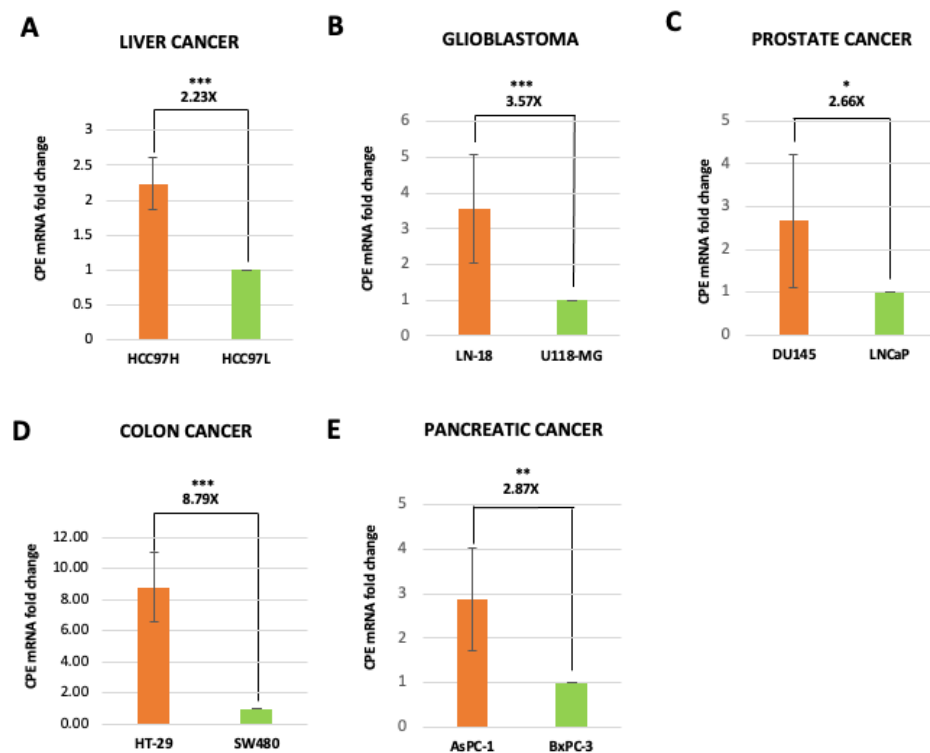 A
LIVER CANCER
***
2.23X
CPE mRNA fold change
3
2.5
2
1.5
1
0.5
0
HCC97H HCC97L
B
GLIOBLASTOMA
***
3.57X
CPE mRNA fold change
6
5
4
3
2
1
0
LN-18 U118-MG
C
PROSTATE CANCER
*
2.66X
CPE mRNA fold change
5
4
3
2
1
0
DU145 LNCaP
D
COLON CANCER
***
8.79X
CPE mRNA fold change
12.00
10.00
8.00
6.00
4.00
2.00
0.00
HT-29 SW480
E
PANCREATIC CANCER
**
2.87X
CPE mRNA fold change
5
4
3
2
1
0
AsPC-1 BxPC-3